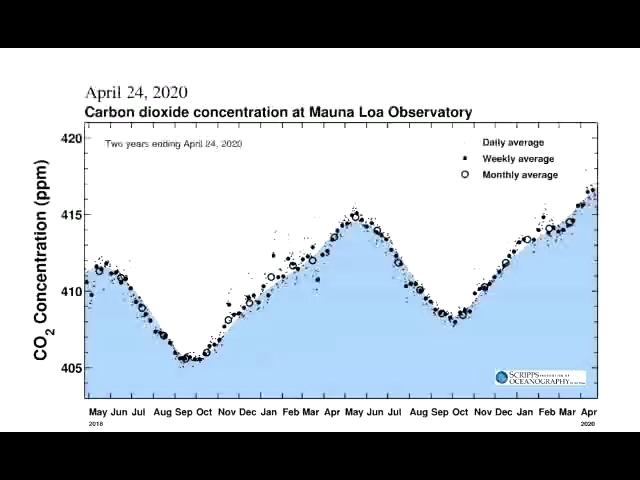 April 24, 2020
Carbon dioxide concentration at Mauna Loa Observatory
Two years ending April 24, 2020
Daily average
Weekly average
Monthly average
CO2 Concentration (ppm)
420
415
410
405
SCRIPPS INSTITUTION OF
OCEANOGRAPHY
May Jun Jul Aug Sep Oct Nov Dec Jan Feb Mar Apr May Jun Jul Aug Sep Oct Nov Dec Jan Feb Mar Apr
2018 2020